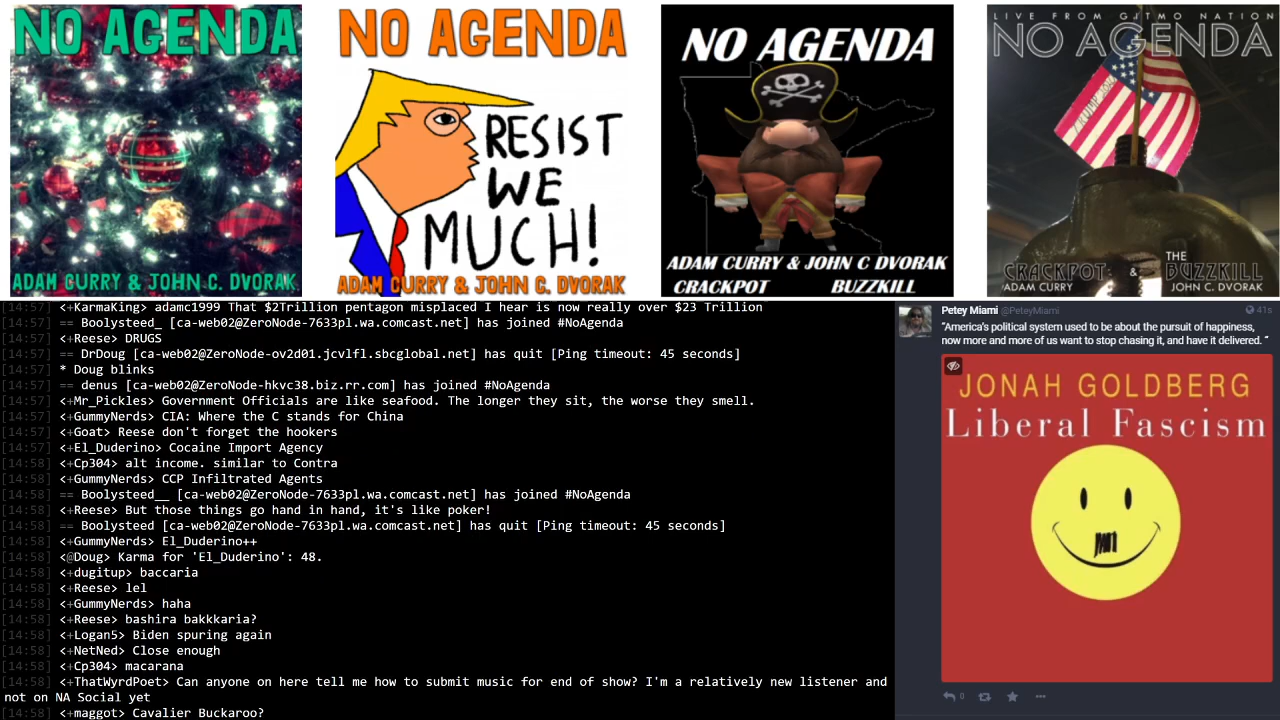 NO AGENDA
ADAM CURRY & JOHN C. DVORAK
NO AGENDA
RESIST
WE
MUCH!
ADAM CURRY & JOHN C. DVORAK
NO AGENDA
ADAM CURRY & JOHN C DVORAK
CRACKPOT BUZZKILL
LIVE FROM GITMO NATION
NO AGENDA
TRUMP
CRACKPOT & THE BUZZKILL
ADAM CURRY JOHN C. DVORAK
[14:57] <+KarmaKing> adamc1999 That $2Trillion pentagon misplaced I hear is now really over $23 Trillion
[14:57] == Boolysteed_ [ca-web02@ZeroNode-7633pl.wa.comcast.net] has joined #NoAgenda
[14:57] <+Reese> DRUGS
[14:57] == DrDoug [ca-web02@ZeroNode-ov2d01.jcvlfl.sbcglobal.net] has quit [Ping timeout: 45 seconds]
[14:57] * Doug blinks
[14:57] == denus [ca-web02@ZeroNode-hkvc38.biz.rr.com] has joined #NoAgenda
[14:57] <+Mr_Pickles> Government Officials are like seafood. The longer they sit, the worse they smell.
[14:57] <+GummyNerds> CIA: Where the C stands for China
[14:57] <+Goat> Reese don't forget the hookers
[14:57] <+El_Duderino> Cocaine Import Agency
[14:58] <+Cp304> alt income. similar to Contra
[14:58] <+GummyNerds> CCP Infiltrated Agents
[14:58] == Boolysteed__ [ca-web02@ZeroNode-7633pl.wa.comcast.net] has joined #NoAgenda
[14:58] <+Reese> But those things go hand in hand, it's like poker!
[14:58] == Boolysteed [ca-web02@ZeroNode-7633pl.wa.comcast.net] has quit [Ping timeout: 45 seconds]
[14:58] <+GummyNerds> El_Duderino++
[14:58] <@Doug> Karma for 'El_Duderino': 48.
[14:58] <+dugitup> baccaria
[14:58] <+Reese> lel
[14:58] <+GummyNerds> haha
[14:58] <+Reese> bashira bakkkaria?
[14:58] <+Logan5> Biden spuring again
[14:58] <+NetNed> Close enough
[14:58] <+Cp304> macarana
[14:58] <+ThatWyrdPoet> Can anyone on here tell me how to submit music for end of show? I'm a relatively new listener and
not on NA Social yet
[14:58] <+maggot> Cavalier Buckaroo?
Petey Miami @PeteyMiami 41s
"America's political system used to be about the pursuit of happiness,
now more and more of us want to stop chasing it, and have it delivered. "
JONAH GOLDBERG
Liberal Fascism
0